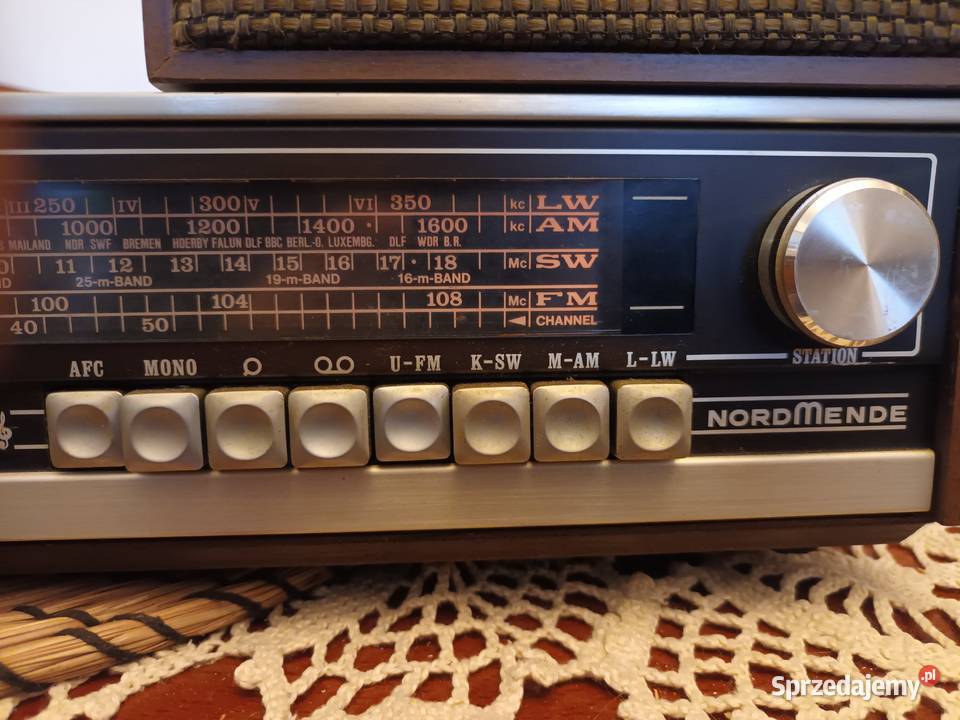 III 250 IV 300 V VI 350 kc LW
1000 1200 1400 · 1600 kc AM
MAILAND NDR SWF BREMEN HDERBY FALUN DLF BBC BERL-O. LUXEMBG. DLF WDR B.R.
11 12 13 14 15 16 17 · 18 Mc SW
25-m-BAND 19-m-BAND 16-m-BAND
100 104 108 Mc FM
40 50 CHANNEL
AFC MONO U-FM K-SW M-AM L-LW STATION
NORDMENDE
Sprzedajemy.pl